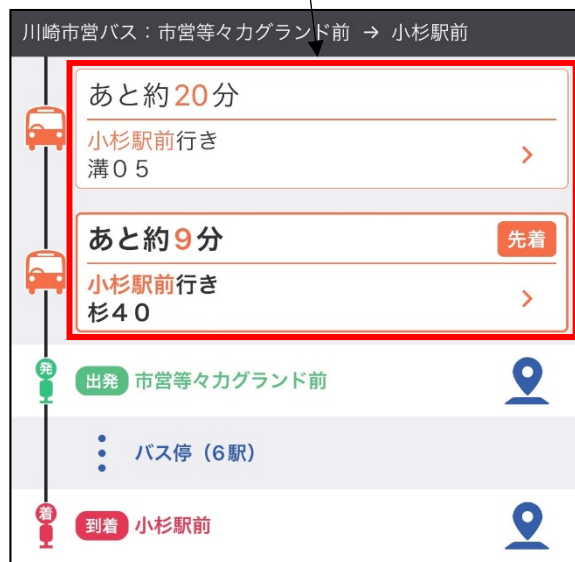 川崎市営バス：市営等々力グランド前 → 小杉駅前
あと約20分
小杉駅前行き
溝０５
あと約9分
先着
小杉駅前行き
杉４０
発
出発 市営等々力グランド前
バス停（6駅）
着
到着 小杉駅前